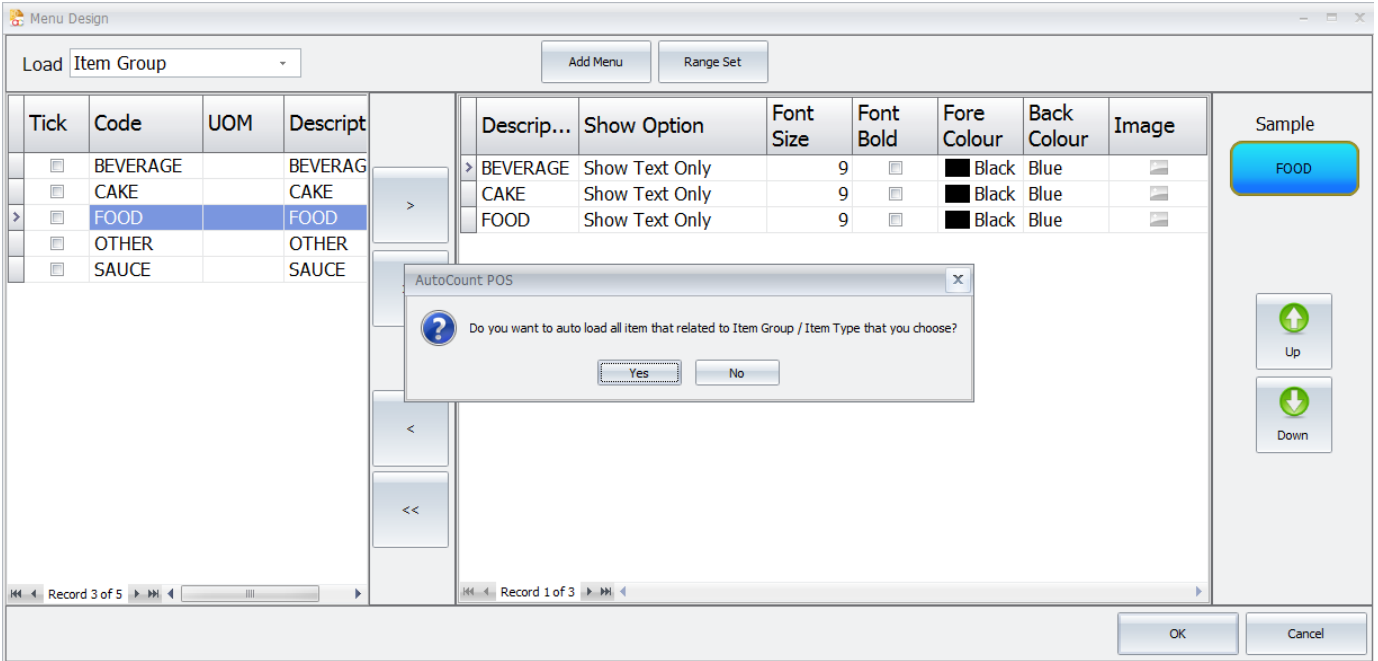 Menu Design
Load Item Group
Add Menu
Range Set
Tick Code UOM Descript
BEVERAGE BEVERAG
CAKE CAKE
FOOD FOOD
OTHER OTHER
SAUCE SAUCE
Record 3 of 5
>
<
<<
Descrip... Show Option Font Size Font Bold Fore Colour Back Colour Image
BEVERAGE Show Text Only 9 Black Blue
CAKE Show Text Only 9 Black Blue
FOOD Show Text Only 9 Black Blue
Record 1 of 3
Sample
FOOD
Up
Down
AutoCount POS
Do you want to auto load all item that related to Item Group / Item Type that you choose?
Yes No
OK Cancel